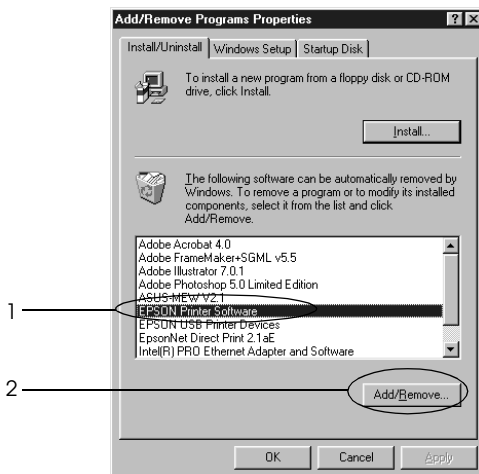 Add/Remove Programs Properties
Install/Uninstall Windows Setup Startup Disk
To install a new program from a floppy disk or CD-ROM
drive, click Install.
Install...
The following software can be automatically removed by
Windows. To remove a program or to modify its installed
components, select it from the list and click
Add/Remove.
Adobe Acrobat 4.0
Adobe FrameMaker+SGML v5.5
Adobe Illustrator 7.0.1
Adobe Photoshop 5.0 Limited Edition
ASUS-MEW V2.1
1
EPSON Printer Software
EPSON USB Printer Devices
EpsonNet Direct Print 2.1aE
Intel(R) PRO Ethernet Adapter and Software
2
Add/Remove...
OK Cancel Apply